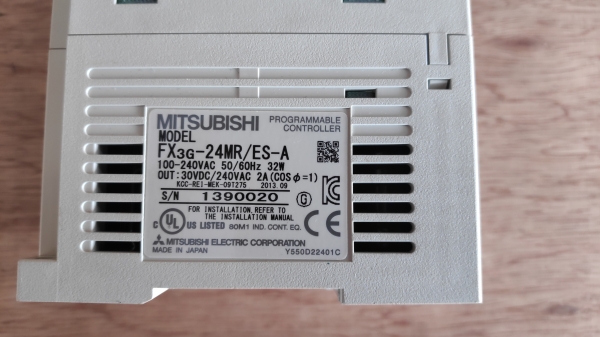 MITSUBISHI PROGRAMMABLE CONTROLLER
MODEL
FX3G-24MR/ES-A
100-240VAC 50/60Hz 32W
OUT:30VDC/240VAC 2A(COSφ=1)
KCC-REI-MEK-09T275 2013.09
S/N 1390020 G
FOR INSTALLATION,REFER TO
THE INSTALLATION MANUAL
C UL US LISTED 80M1 IND. CONT. EQ. CE
MITSUBISHI ELECTRIC CORPORATION
MADE IN JAPAN Y550D22401C